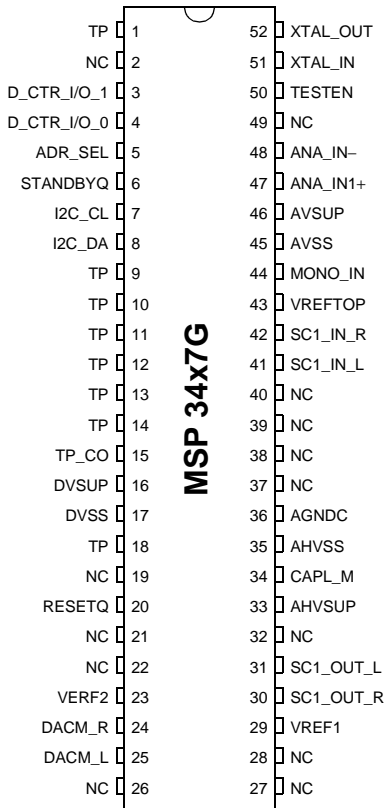 TP 1 52 XTAL_OUT
NC 2 51 XTAL_IN
D_CTR_I/O_1 3 50 TESTEN
D_CTR_I/O_0 4 49 NC
ADR_SEL 5 48 ANA_IN−
STANDBYQ 6 47 ANA_IN1+
I2C_CL 7 46 AVSUP
I2C_DA 8 45 AVSS
TP 9 44 MONO_IN
TP 10 43 VREFTOP
TP 11 42 SC1_IN_R
TP 12 41 SC1_IN_L
TP 13 40 NC
TP 14 39 NC
TP_CO 15 38 NC
DVSUP 16 37 NC
DVSS 17 36 AGNDC
TP 18 35 AHVSS
NC 19 34 CAPL_M
RESETQ 20 33 AHVSUP
NC 21 32 NC
NC 22 31 SC1_OUT_L
VERF2 23 30 SC1_OUT_R
DACM_R 24 29 VREF1
DACM_L 25 28 NC
NC 26 27 NC
MSP 34x7G